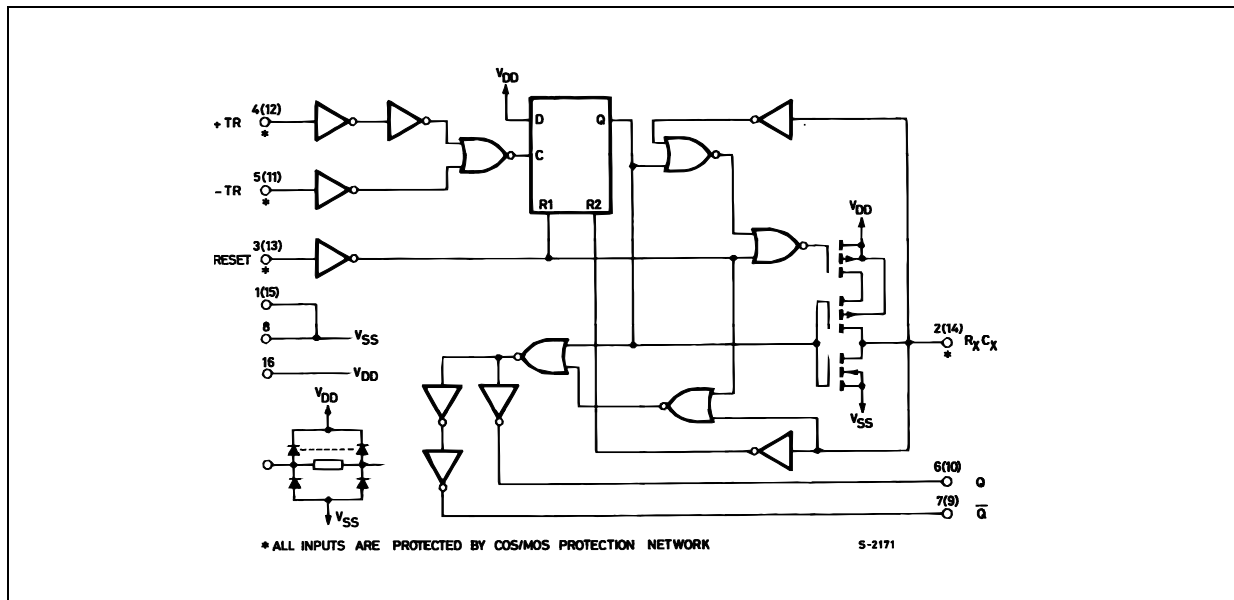 VDD
4(12)
+ TR
*
D
Q
C
5(11)
- TR
*
R1
R2
VDD
3(13)
RESET
*
1(15)
8
VSS
2(14)
RXCX
*
16
VDD
VDD
VSS
6(10)
Q
7(9)
Q̅
VSS
* ALL INPUTS ARE PROTECTED BY COS/MOS PROTECTION NETWORK
S-2171